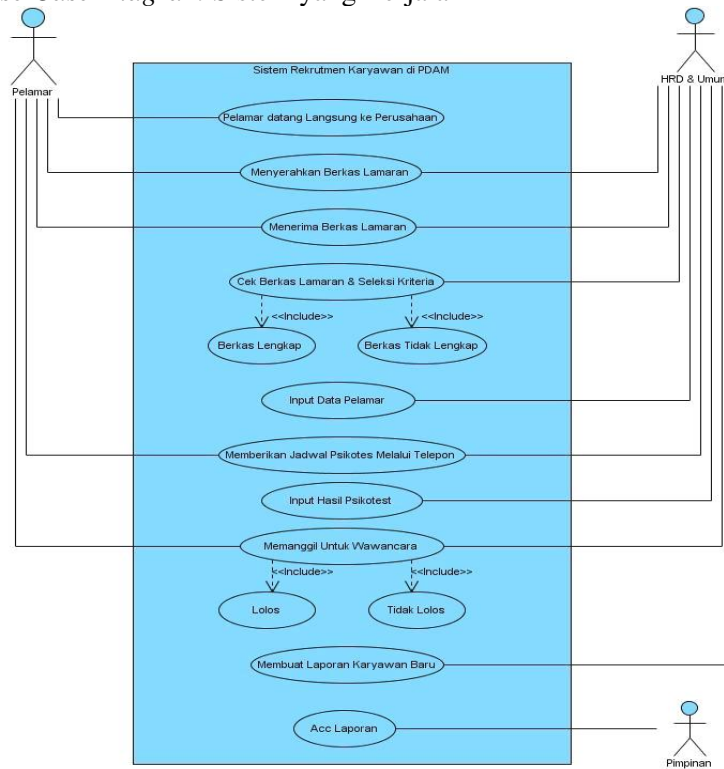 Sistem Rekrutmen Karyawan di PDAM
Pelamar
HRD & Umum
Pelamar datang Langsung ke Perusahaan
Menyerahkan Berkas Lamaran
Menerima Berkas Lamaran
Cek Berkas Lamaran & Seleksi Kriteria
<<Include>>
<<Include>>
Berkas Lengkap
Berkas Tidak Lengkap
Input Data Pelamar
Memberikan Jadwal Psikotes Melalui Telepon
Input Hasil Psikotest
Memanggil Untuk Wawancara
<<Include>>
<<Include>>
Lolos
Tidak Lolos
Membuat Laporan Karyawan Baru
Acc Laporan
Pimpinan